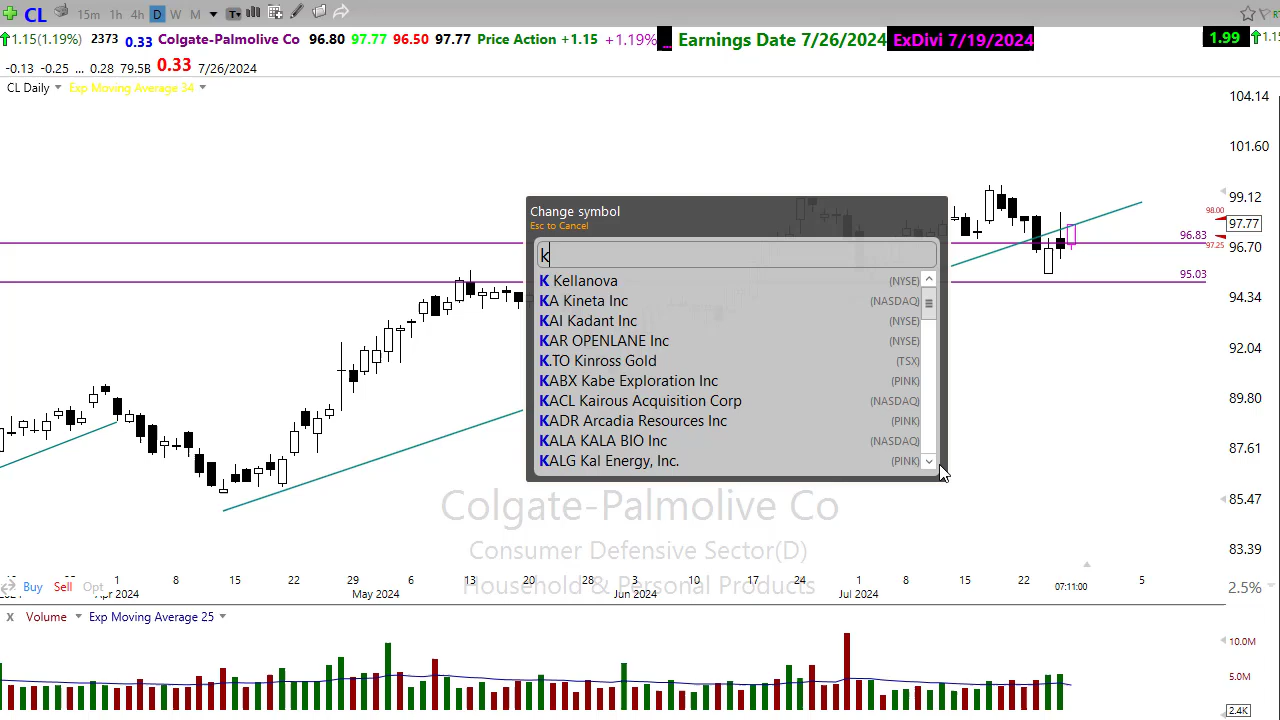 CL 15m 1h 4h D W M T
1.15(1.19%) 2373 0.33 Colgate-Palmolive Co 96.80 97.77 96.50 97.77 Price Action +1.15 +1.19% ... Earnings Date 7/26/2024 ExDivi 7/19/2024 1.99 1.15
-0.13 -0.25 ... 0.28 79.5B 0.33 7/26/2024
CL Daily Exp Moving Average 34
104.14
101.60
99.12
98.00
97.77
96.83
97.25
96.70
95.03
94.34
92.04
89.80
87.61
85.47
83.39
Change symbol
Esc to Cancel
k
K Kellanova (NYSE)
KA Kineta Inc (NASDAQ)
KAI Kadant Inc (NYSE)
KAR OPENLANE Inc (NYSE)
K.TO Kinross Gold (TSX)
KABX Kabe Exploration Inc (PINK)
KACL Kairous Acquisition Corp (NASDAQ)
KADR Arcadia Resources Inc (PINK)
KALA KALA BIO Inc (NASDAQ)
KALG Kal Energy, Inc. (PINK)
Colgate-Palmolive Co
Consumer Defensive Sector(D)
Household & Personal Products
1 8 15 22 29 6 13 20 28 3 10 17 24 1 8 15 22 07:11:00 5
Buy Sell Opt 2.5%
Apr 2024 May 2024 Jun 2024 Jul 2024
X Volume Exp Moving Average 25
10.0M
5.0M
2.4K